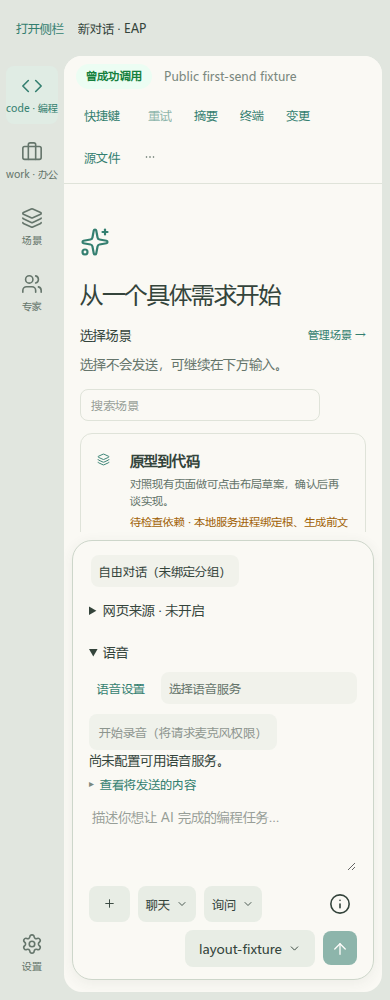 打开侧栏 新对话 · EAP
曾成功调用 Public first-send fixture
code · 编程
快捷键 重试 摘要 终端 变更
源文件 ...
work · 办公
场景
专家
从一个具体需求开始
选择场景 管理场景 →
选择不会发送，可继续在下方输入。
搜索场景
原型到代码
对照现有页面做可点击布局草案，确认后再
谈实现。
待检查依赖 · 本地服务进程绑定根、生成前文
自由对话（未绑定分组）
网页来源 · 未开启
语音
语音设置 选择语音服务
开始录音（将请求麦克风权限）
尚未配置可用语音服务。
查看将发送的内容
描述你想让 AI 完成的编程任务...
+ 聊天 询问
layout-fixture
设置